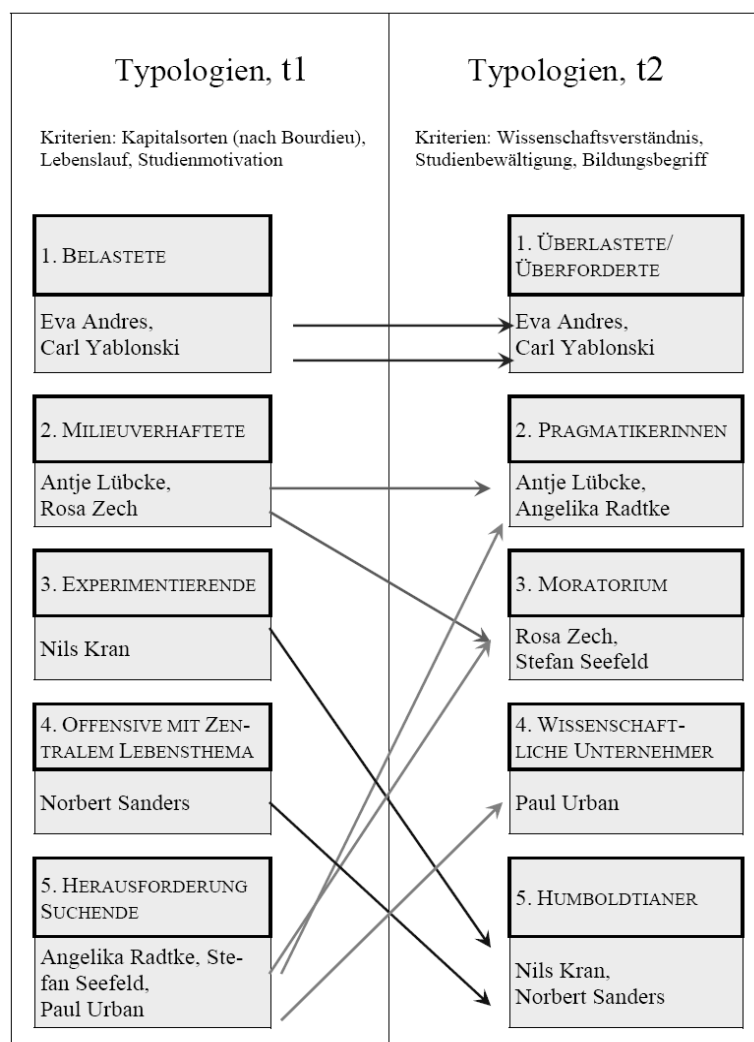 Typologien, t1
Kriterien: Kapitalsorten (nach Bourdieu),
Lebenslauf, Studienmotivation
1. BELASTETE
Eva Andres,
Carl Yablonski
2. MILIEUVERHAFTETE
Antje Lübcke,
Rosa Zech
3. EXPERIMENTIERENDE
Nils Kran
4. OFFENSIVE MIT ZEN-
TRALEM LEBENSTHEMA
Norbert Sanders
5. HERAUSFORDERUNG
SUCHENDE
Angelika Radtke, Ste-
fan Seefeld,
Paul Urban
Typologien, t2
Kriterien: Wissenschaftsverständnis,
Studienbewältigung, Bildungsbegriff
1. ÜBERLASTETE/
ÜBERFORDERTE
Eva Andres,
Carl Yablonski
2. PRAGMATIKERINNEN
Antje Lübcke,
Angelika Radtke
3. MORATORIUM
Rosa Zech,
Stefan Seefeld
4. WISSENSCHAFT-
LICHE UNTERNEHMER
Paul Urban
5. HUMBOLDTIANER
Nils Kran,
Norbert Sanders